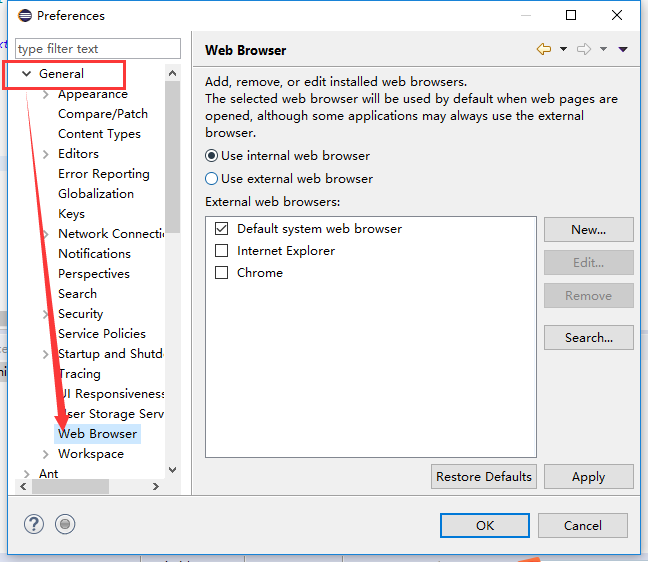 Preferences
type filter text
General
Appearance
Compare/Patch
Content Types
Editors
Error Reporting
Globalization
Keys
Network Connectio
Notifications
Perspectives
Search
Security
Service Policies
Startup and Shutdo
Tracing
UI Responsiveness
User Storage Serv
Web Browser
Workspace
Ant
Web Browser
Add, remove, or edit installed web browsers.
The selected web browser will be used by default when web pages are
opened, although some applications may always use the external
browser.
Use internal web browser
Use external web browser
External web browsers:
Default system web browser
Internet Explorer
Chrome
New...
Edit...
Remove
Search...
Restore Defaults
Apply
OK
Cancel